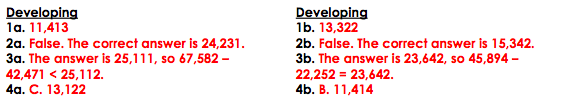 Developing
1a. 11,413
2a. False. The correct answer is 24,231.
3a. The answer is 25,111, so 67,582 –
42,471 < 25,112.
4a. C. 13,122
Developing
1b. 13,322
2b. False. The correct answer is 15,342.
3b. The answer is 23,642, so 45,894 –
22,252 = 23,642.
4b. B. 11,414